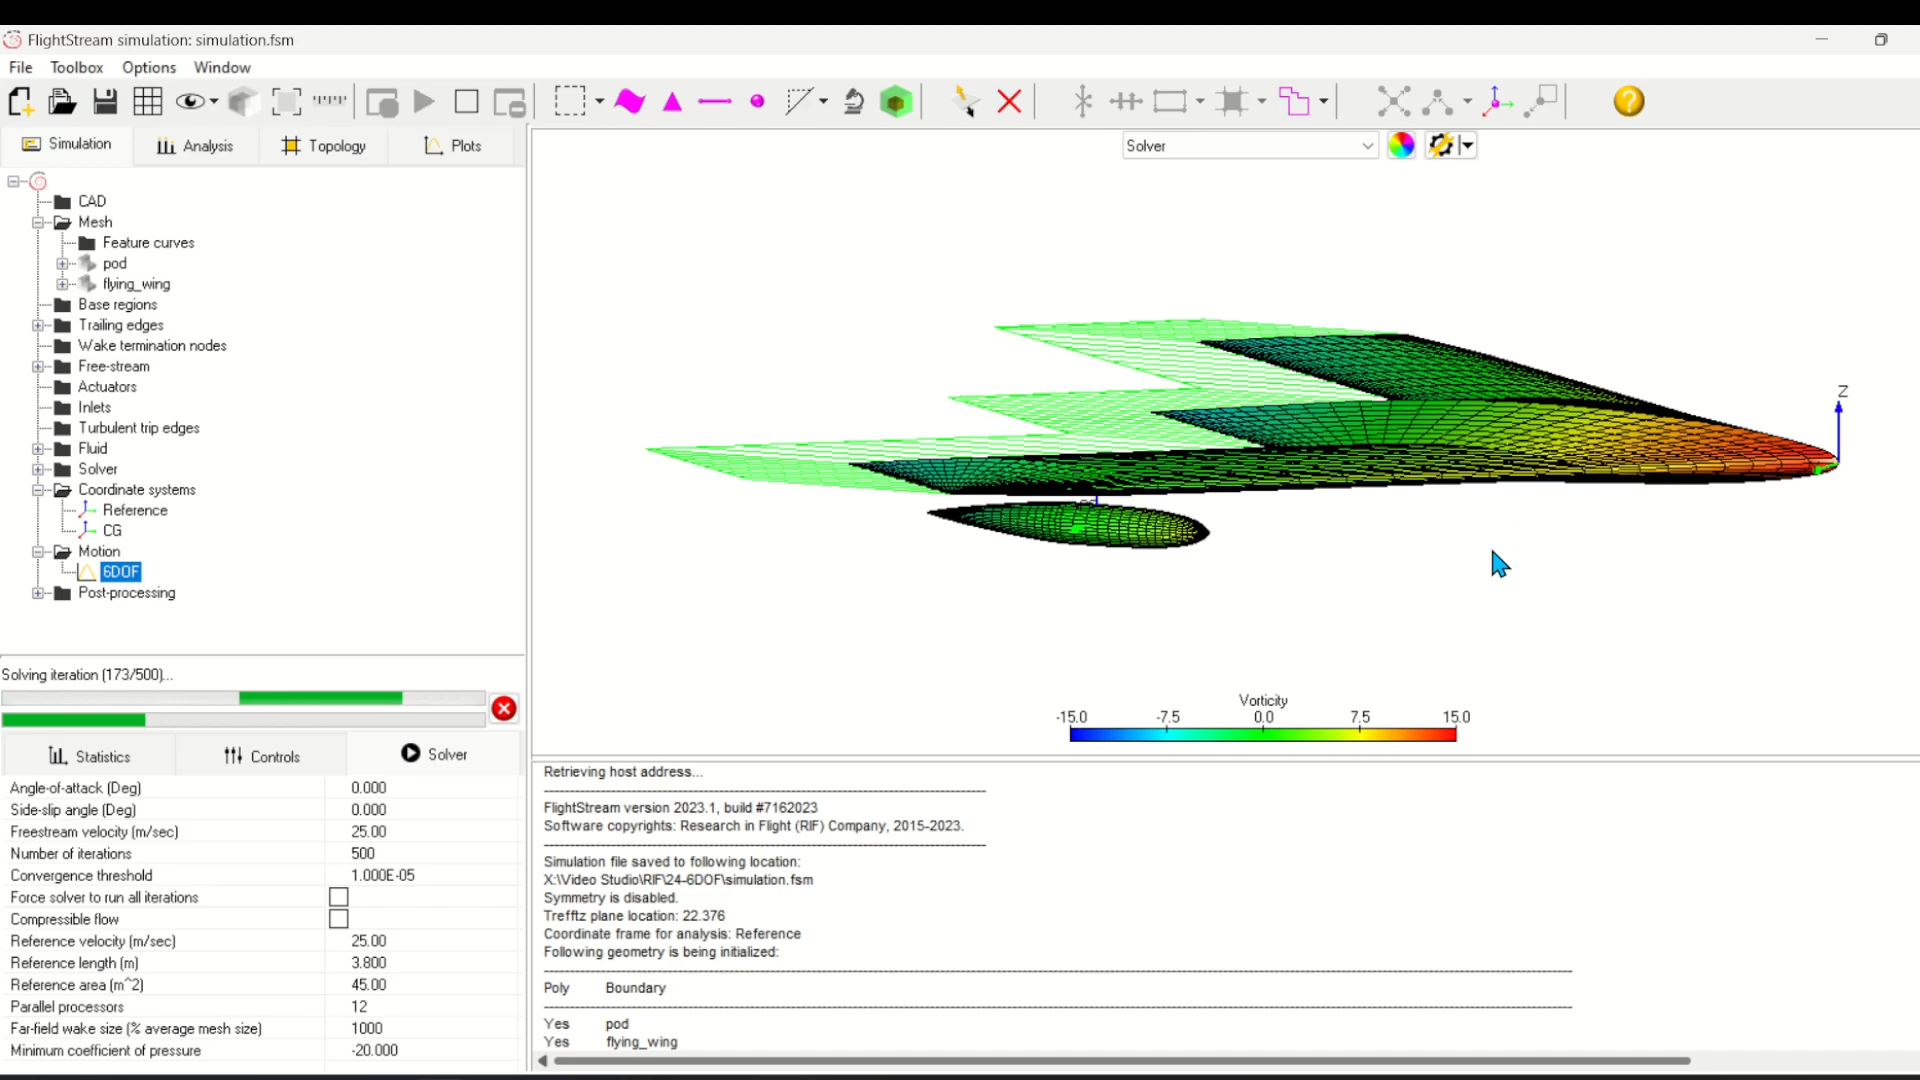 FlightStream simulation: simulation.fsm
File Toolbox Options Window
Simulation Analysis Topology Plots
Solver
CAD
Mesh
Feature curves
pod
flying_wing
Base regions
Trailing edges
Wake termination nodes
Free-stream
Actuators
Inlets
Turbulent trip edges
Fluid
Solver
Coordinate systems
Reference
CG
Motion
6DOF
Post-processing
Z
Vorticity
-15.0 -7.5 0.0 7.5 15.0
Solving iteration (173/500)...
Statistics Controls Solver
Angle-of-attack (Deg) 0.000
Side-slip angle (Deg) 0.000
Freestream velocity (m/sec) 25.00
Number of iterations 500
Convergence threshold 1.000E-05
Force solver to run all iterations
Compressible flow
Reference velocity (m/sec) 25.00
Reference length (m) 3.800
Reference area (m^2) 45.00
Parallel processors 12
Far-field wake size (% average mesh size) 1000
Minimum coefficient of pressure -20.000
Retrieving host address...
FlightStream version 2023.1, build #7162023
Software copyrights: Research in Flight (RIF) Company, 2015-2023.
Simulation file saved to following location:
X:\Video Studio\RIF\24-6DOF\simulation.fsm
Symmetry is disabled.
Trefftz plane location: 22.376
Coordinate frame for analysis: Reference
Following geometry is being initialized:
Poly Boundary
Yes pod
Yes flying_wing